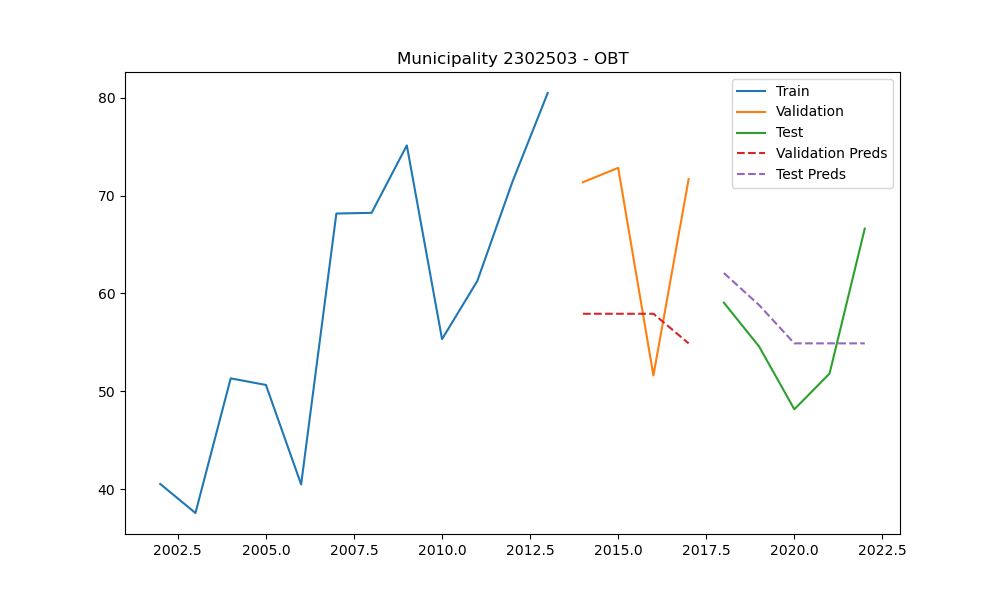 Municipality 2302503 - OBT
Train
Validation
Test
Validation Preds
Test Preds
80
70
60
50
40
2002.5 2005.0 2007.5 2010.0 2012.5 2015.0 2017.5 2020.0 2022.5